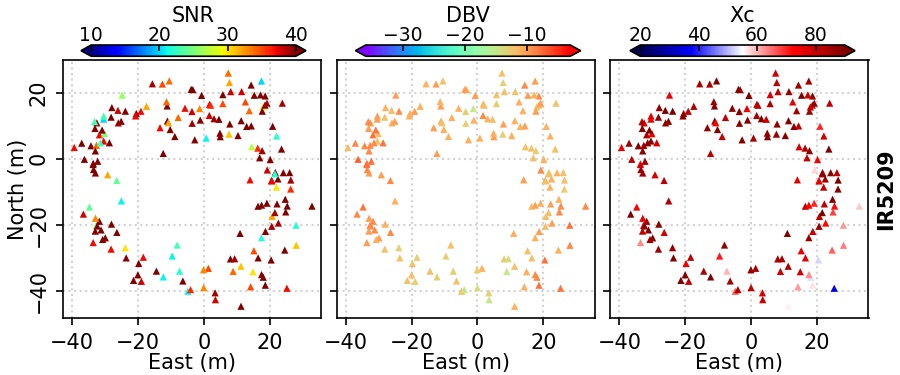 SNR DBV Xc
10 20 30 40 −30 −20 −10 20 40 60 80
20
0
−20
−40
North (m)
IR5209
−40 −20 0 20 −40 −20 0 20 −40 −20 0 20
East (m) East (m) East (m)